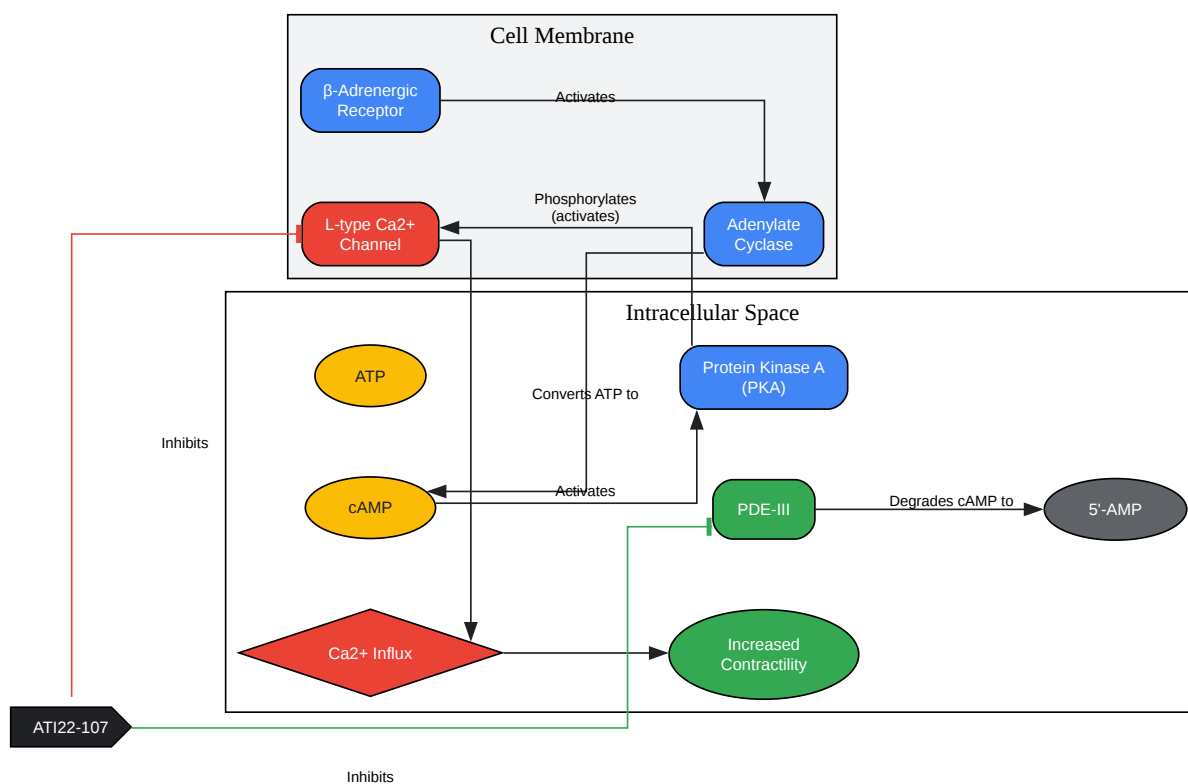 Cell Membrane
β-Adrenergic
Receptor
Activates
Phosphorylates
(activates)
L-type Ca2+
Channel
Adenylate
Cyclase
Intracellular Space
ATP
Protein Kinase A
(PKA)
Converts ATP to
Inhibits
cAMP
Activates
PDE-III
Degrades cAMP to
5'-AMP
Ca2+ Influx
Increased
Contractility
ATI22-107
Inhibits